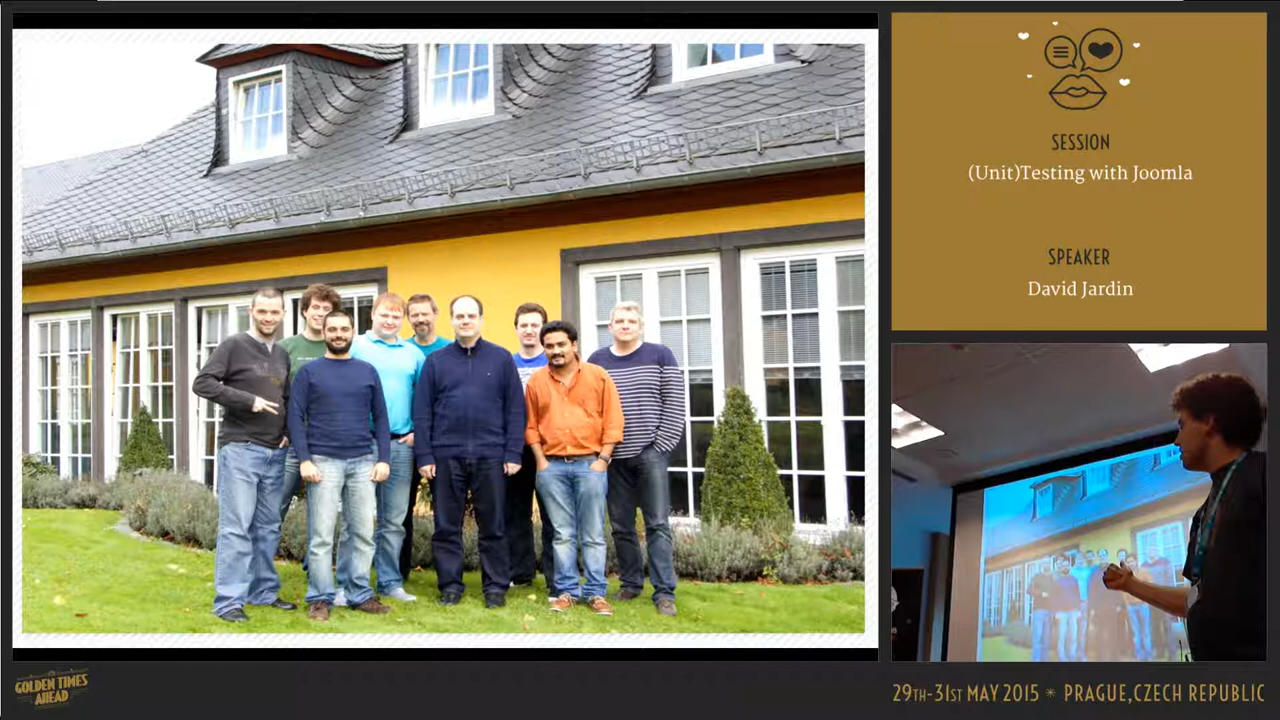 SESSION
(Unit)Testing with Joomla
SPEAKER
David Jardin
GOLDEN TIMES
AHEAD
29TH-31ST MAY 2015 * PRAGUE, CZECH REPUBLIC